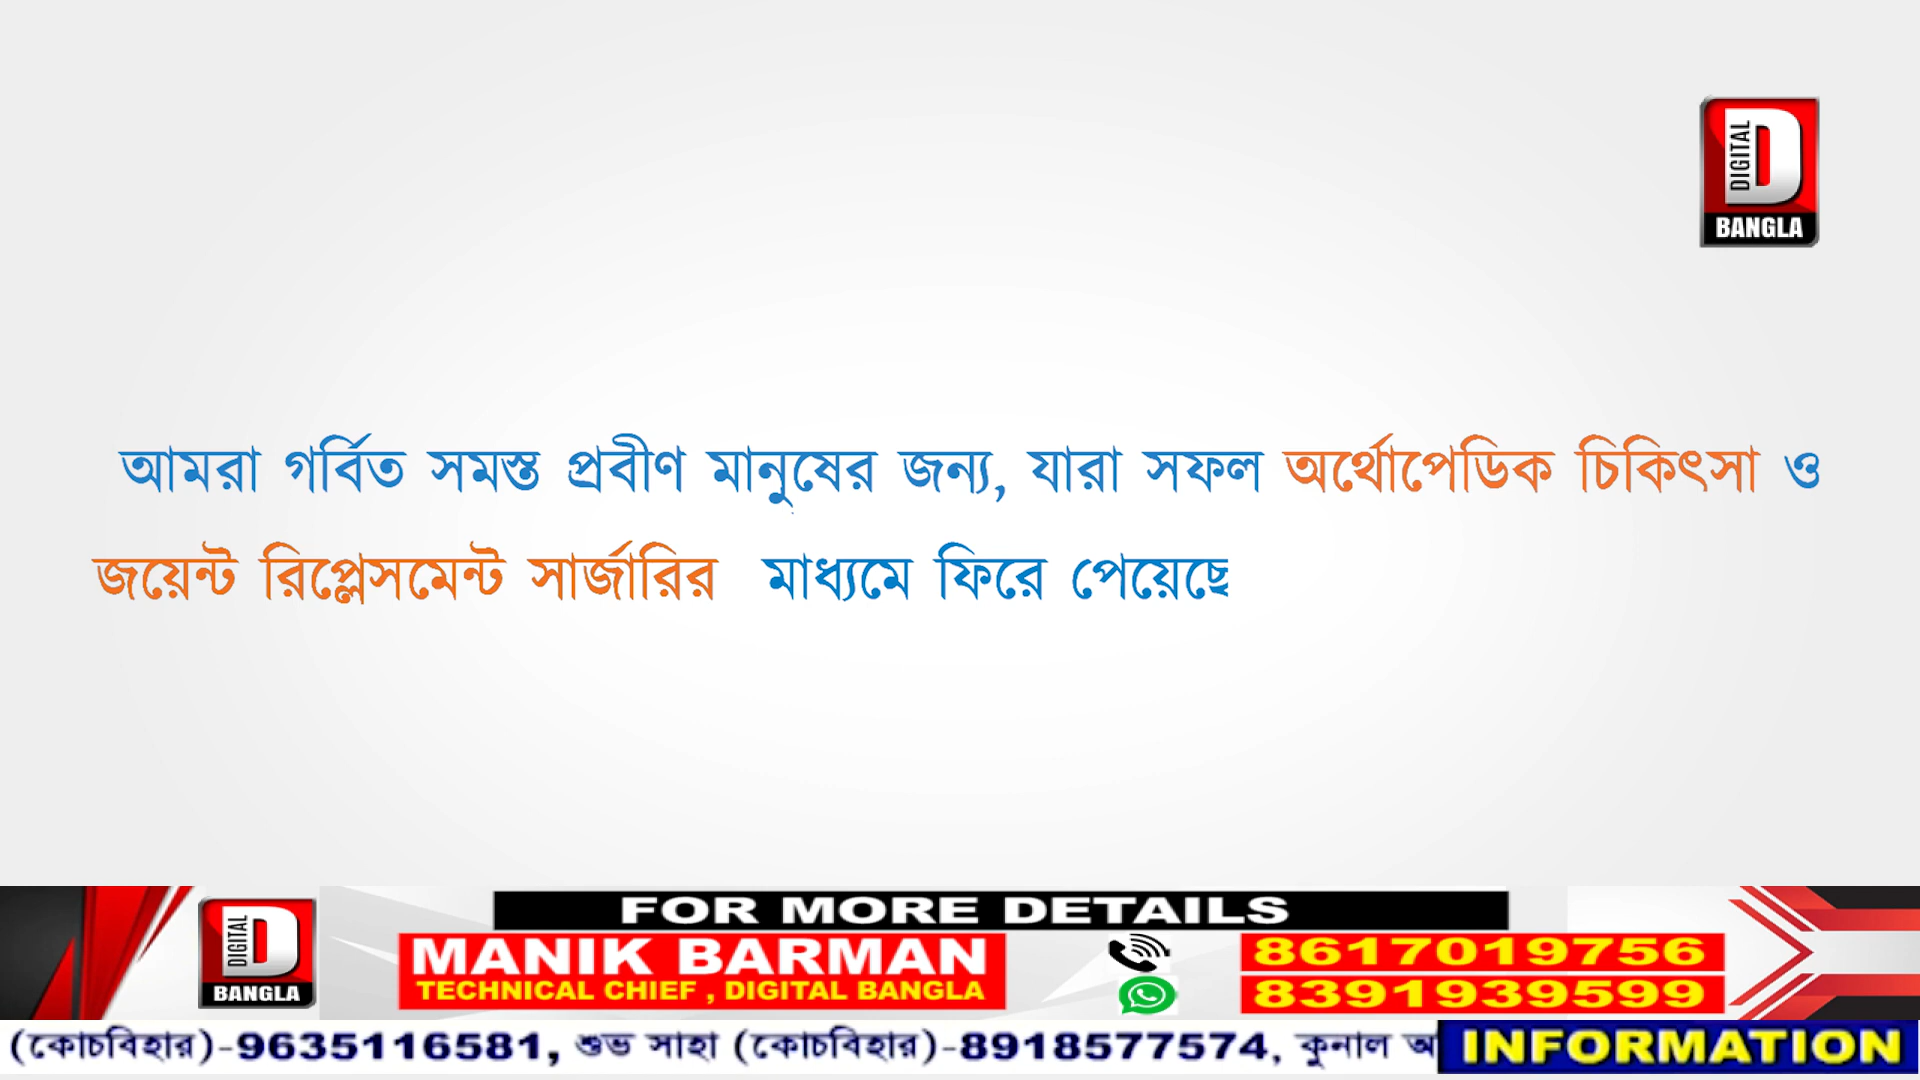 DIGITAL
BANGLA
আমরা গর্বিত সমস্ত প্রবীণ মানুষের জন্য, যারা সফল অর্থোপেডিক চিকিৎসা ও
জয়েন্ট রিপ্লেসমেন্ট সার্জারির মাধ্যমে ফিরে পেয়েছে
FOR MORE DETAILS
DIGITAL
BANGLA
MANIK BARMAN
TECHNICAL CHIEF , DIGITAL BANGLA
8617019756
8391939599
(কোচবিহার)-9635116581, শুভ সাহা (কোচবিহার)-8918577574, কুনাল
INFORMATION